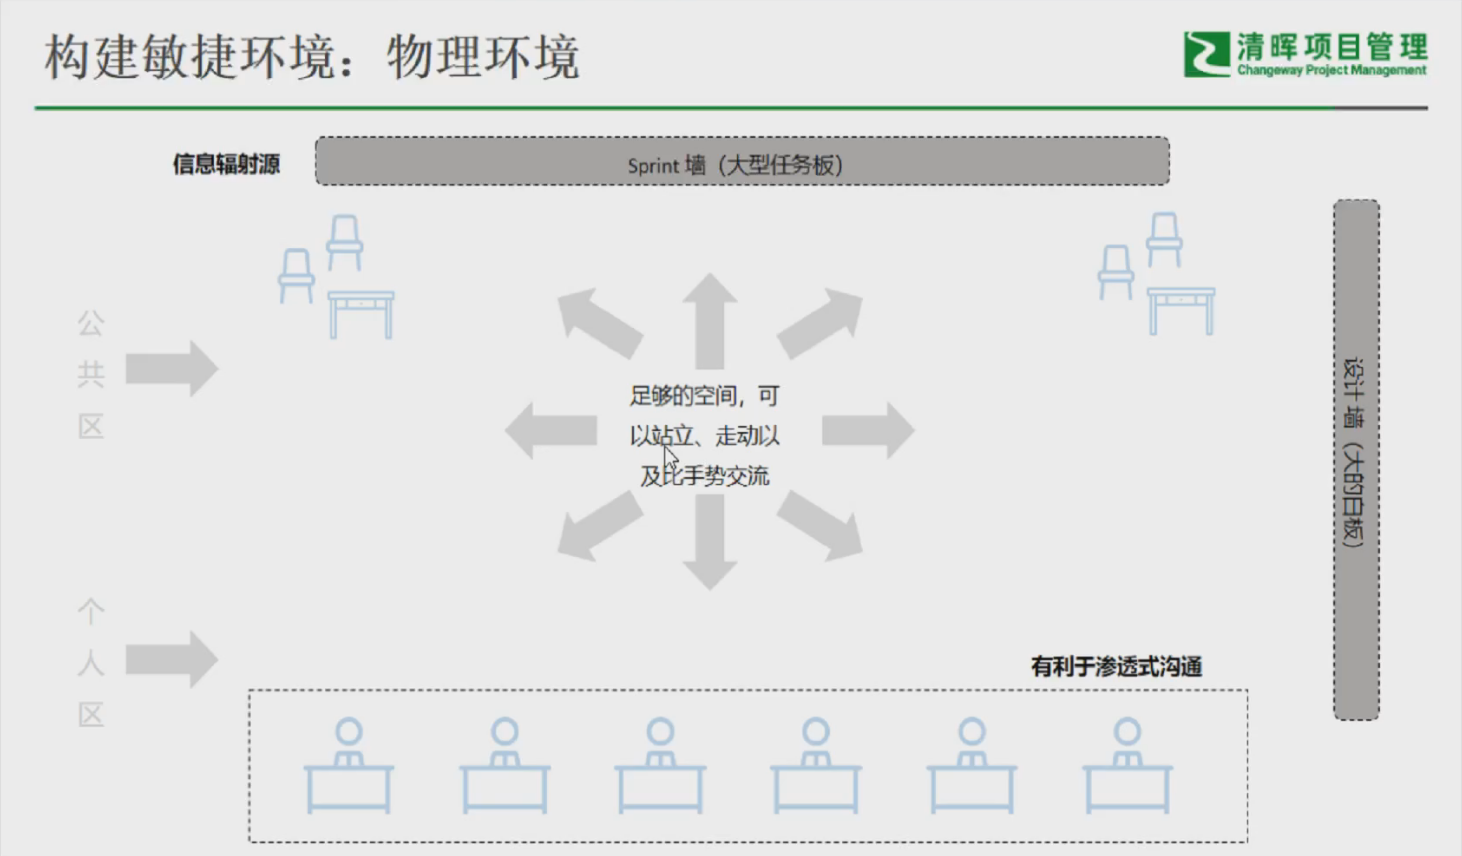 构建敏捷环境：物理环境
清晖项目管理
Changeway Project Management
信息辐射源
Sprint 墙（大型任务板）
公共区
足够的空间，可
以站立、走动以
及比手势交流
设计 墙（大的白板）
个人区
有利于渗透式沟通